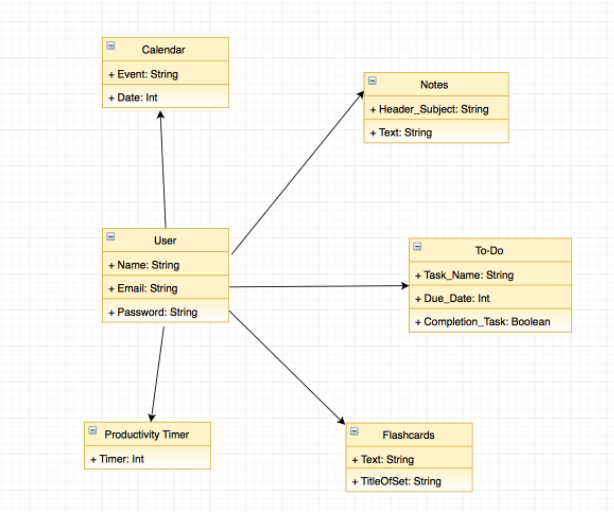 Calendar
+ Event: String
+ Date: Int
Notes
+ Header_Subject: String
+ Text: String
User
+ Name: String
+ Email: String
+ Password: String
To-Do
+ Task_Name: String
+ Due_Date: Int
+ Completion_Task: Boolean
Productivity Timer
+ Timer: Int
Flashcards
+ Text: String
+ TitleOfSet: String